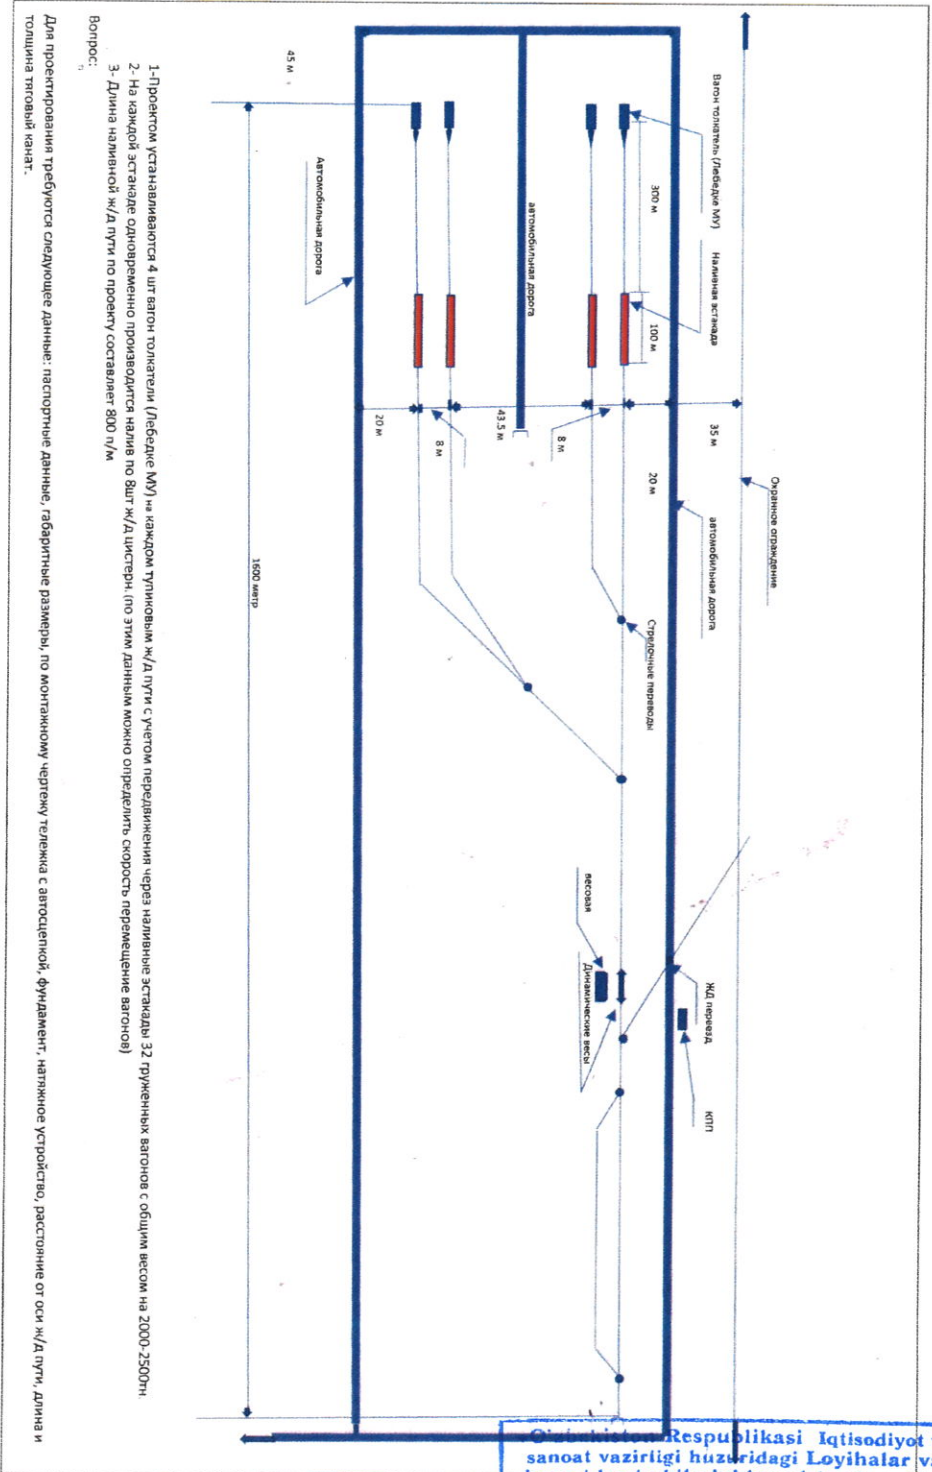 Охранное ограждение
Вагон толкатель (Лебедке МУ)
Наливная эстакада
35 м
автомобильная дорога
ЖД переезд
КПП
300 м
100 м
20 м
Стрелочные переводы
8 м
весовая
Динамические весы
автомобильная дорога
43.5 м
8 м
20 м
Автомобильная дорога
45 м
1600 метр
1-Проектом устанавливаются 4 шт вагон толкатели (Лебедке МУ) на каждом тупиковым ж/д пути с учетом передвижения через наливные эстакады 32 груженных вагонов с общим весом на 2000-2500тн.
2- На каждой эстакаде одновременно производится налив по 8шт ж/д цистерн. (по этим данным можно определить скорость перемещение вагонов)
3- Длина наливной ж/д пути по проекту составляет 800 п/м
Вопрос:
Для проектирования требуются следующее данные: паспортные данные, габаритные размеры, по монтажному чертежу тележка с автосцепкой, фундамент, натяжное устройство, расстояние от оси ж/д пути, длина и
толщина тяговый канат.
O'zbekiston Respublikasi Iqtisodiyot
sanoat vazirligi huzuridagi Loyihalar va